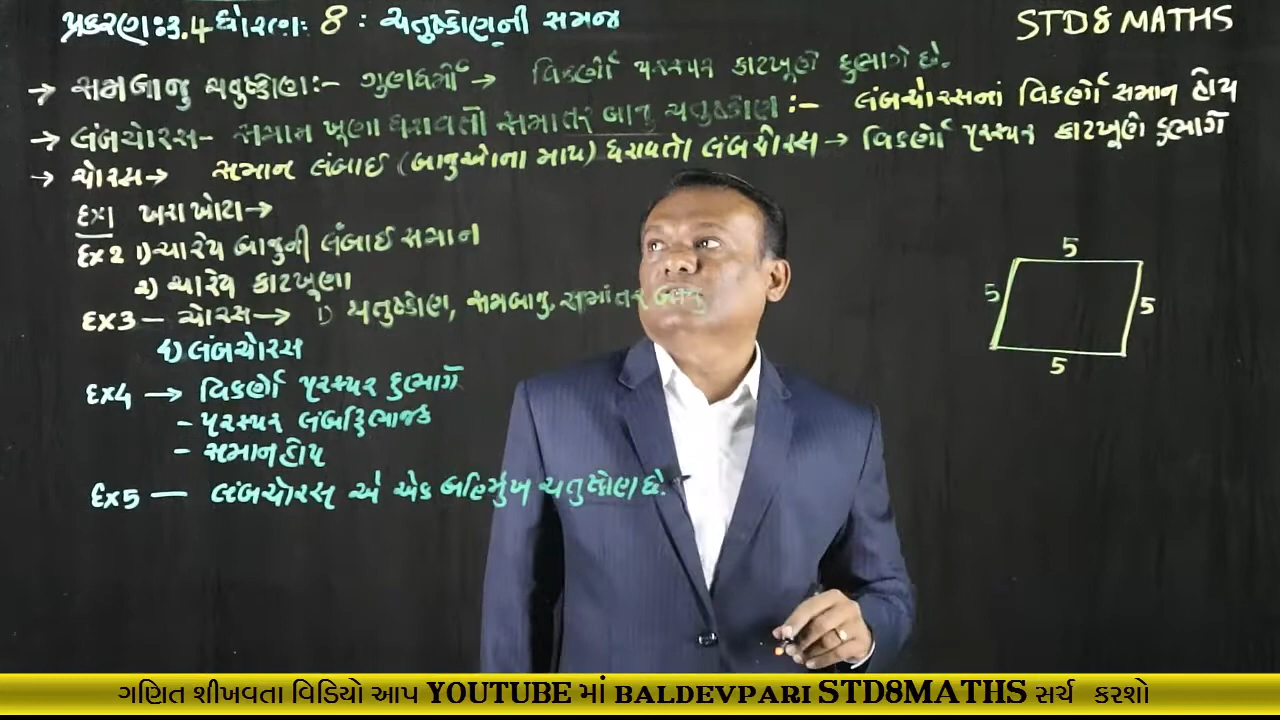 પ્રકરણઃ3.4 ધોરણઃ 8 : ચતુષ્કોણની સમજ
STD 8 MATHS
→ સમબાજુ ચતુષ્કોણઃ- ગુણધર્મો → વિકર્ણો પરસ્પર કાટખૂણે દુભાગે છે.
→ લંબચોરસ- સમાન ખૂણા ધરાવતો સમાતંર બાજુ ચતુષ્કોણ :- લંબચોરસનાં વિકર્ણો સમાન હોય
→ ચોરસ→ સમાન લંબાઈ (બાજુઓના માપ) ધરાવતો લંબચોરસ → વિકર્ણો પરસ્પર કાટખૂણે દુભાગે
Ex1 ખરા ખોટા→
Ex2 1) ચારેય બાજુની લંબાઈ સમાન
2) ચારેય કાટખૂણા
Ex3 – ચોરસ→ 1) ચતુષ્કોણ, સમબાજુ, સમાંતર બાજુ
4) લંબચોરસ
Ex4 → વિકર્ણો પરસ્પર દુભાગે
- પરસ્પર લંબદ્વિભાજક
- સમાન હોય
Ex5 — લંબચોરસ એ એક બહિર્મુખ ચતુષ્કોણ છે.
5
5
5
5
ગણિત શીખવતા વિડિયો આપ YOUTUBE માં BALDEVPARI STD8MATHS સર્ચ કરશો